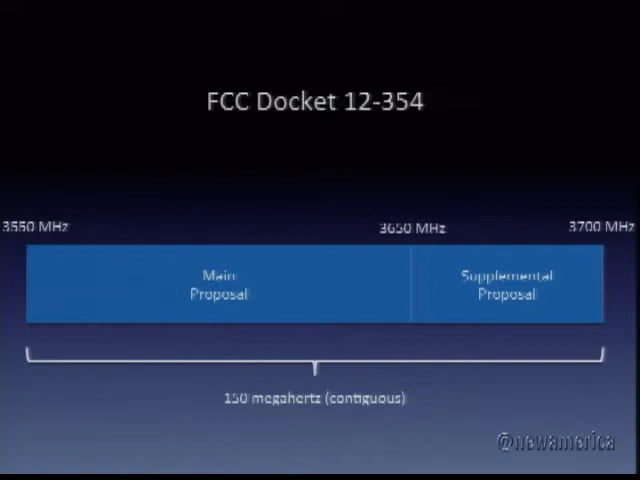 FCC Docket 12-354
3550 MHz
3650 MHz
3700 MHz
Main
Proposal
Supplemental
Proposal
150 megahertz (contiguous)
@newamerica